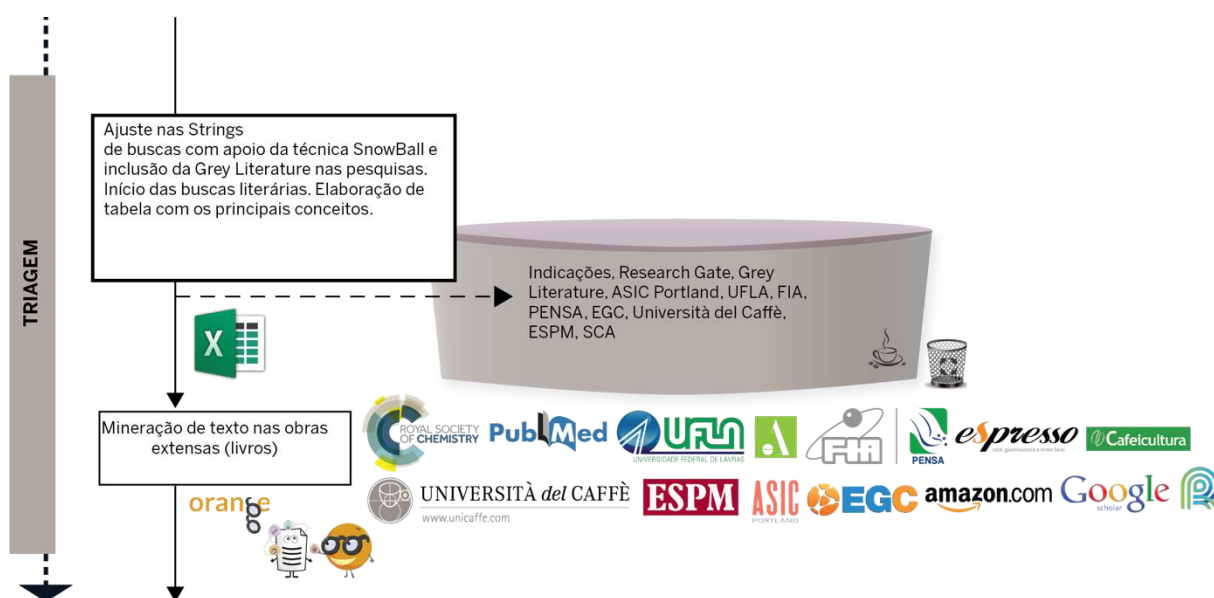 TRIAGEM
Ajuste nas Strings
de buscas com apoio da técnica SnowBall e
inclusão da Grey Literature nas pesquisas.
Início das buscas literárias. Elaboração de
tabela com os principais conceitos.
Indicações, Research Gate, Grey
Literature, ASIC Portland, UFLA, FIA,
PENSA, EGC, Università del Caffè,
ESPM, SCA
X
Mineração de texto nas obras
extensas (livros)
ROYAL SOCIETY
OF CHEMISTRY
PubMed
UFLA
UNIVERSIDADE FEDERAL DE LAVRAS
FIA
PENSA
eSpresso
Cafeicultura
orange
UNIVERSITÀ del CAFFÈ
www.unicaffe.com
ESPM
ASIC
PORTLAND
EGC
amazon.com
Google
scholar